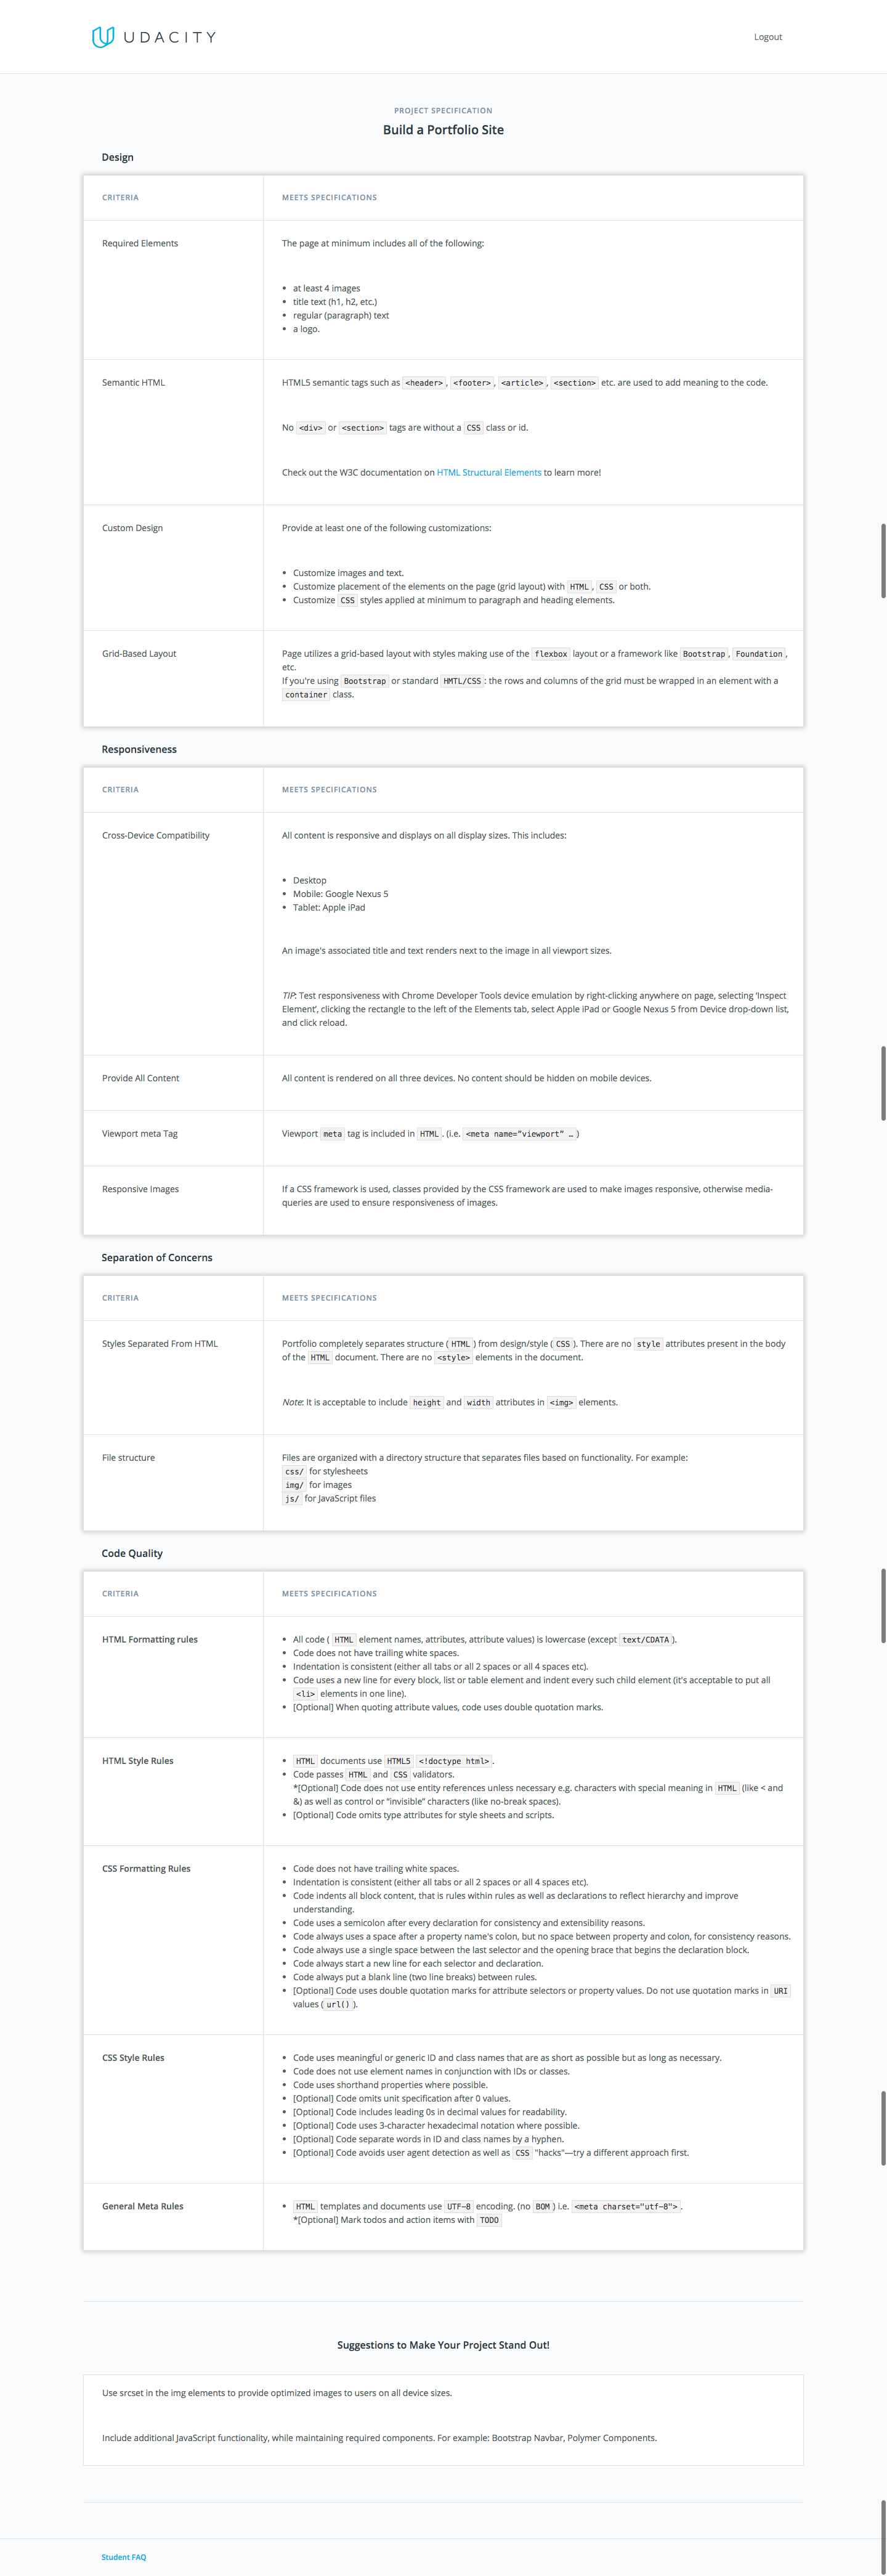 UDACITY
Logout
PROJECT SPECIFICATION
Build a Portfolio Site
Design
CRITERIA
MEETS SPECIFICATIONS
Required Elements
The page at minimum includes all of the following:
• at least 4 images
• title text (h1, h2, etc.)
• regular (paragraph) text
• a logo.
Semantic HTML
HTML5 semantic tags such as <header>, <footer>, <article>, <section> etc. are used to add meaning to the code.
No <div> or <section> tags are without a CSS class or id.
Check out the W3C documentation on HTML Structural Elements to learn more!
Custom Design
Provide at least one of the following customizations:
• Customize images and text.
• Customize placement of the elements on the page (grid layout) with HTML, CSS or both.
• Customize CSS styles applied at minimum to paragraph and heading elements.
Grid-Based Layout
Page utilizes a grid-based layout with styles making use of the flexbox layout or a framework like Bootstrap, Foundation,
etc.
If you're using Bootstrap or standard HMTL/CSS: the rows and columns of the grid must be wrapped in an element with a
container class.
Responsiveness
CRITERIA
MEETS SPECIFICATIONS
Cross-Device Compatibility
All content is responsive and displays on all display sizes. This includes:
• Desktop
• Mobile: Google Nexus 5
• Tablet: Apple iPad
An image's associated title and text renders next to the image in all viewport sizes.
TIP: Test responsiveness with Chrome Developer Tools device emulation by right-clicking anywhere on page, selecting 'Inspect
Element', clicking the rectangle to the left of the Elements tab, select Apple iPad or Google Nexus 5 from Device drop-down list,
and click reload.
Provide All Content
All content is rendered on all three devices. No content should be hidden on mobile devices.
Viewport meta Tag
Viewport meta tag is included in HTML. (i.e. <meta name="viewport" …)
Responsive Images
If a CSS framework is used, classes provided by the CSS framework are used to make images responsive, otherwise media-
queries are used to ensure responsiveness of images.
Separation of Concerns
CRITERIA
MEETS SPECIFICATIONS
Styles Separated From HTML
Portfolio completely separates structure (HTML) from design/style (CSS). There are no style attributes present in the body
of the HTML document. There are no <style> elements in the document.
Note: It is acceptable to include height and width attributes in <img> elements.
File structure
Files are organized with a directory structure that separates files based on functionality. For example:
css/ for stylesheets
img/ for images
js/ for JavaScript files
Code Quality
CRITERIA
MEETS SPECIFICATIONS
HTML Formatting rules
• All code ( HTML element names, attributes, attribute values) is lowercase (except text/CDATA).
• Code does not have trailing white spaces.
• Indentation is consistent (either all tabs or all 2 spaces or all 4 spaces etc).
• Code uses a new line for every block, list or table element and indent every such child element (it's acceptable to put all
<li> elements in one line).
• [Optional] When quoting attribute values, code uses double quotation marks.
HTML Style Rules
• HTML documents use HTML5 <!doctype html>.
• Code passes HTML and CSS validators.
*[Optional] Code does not use entity references unless necessary e.g. characters with special meaning in HTML (like < and
&) as well as control or “invisible” characters (like no-break spaces).
• [Optional] Code omits type attributes for style sheets and scripts.
CSS Formatting Rules
• Code does not have trailing white spaces.
• Indentation is consistent (either all tabs or all 2 spaces or all 4 spaces etc).
• Code indents all block content, that is rules within rules as well as declarations to reflect hierarchy and improve
understanding.
• Code uses a semicolon after every declaration for consistency and extensibility reasons.
• Code always uses a space after a property name's colon, but no space between property and colon, for consistency reasons.
• Code always use a single space between the last selector and the opening brace that begins the declaration block.
• Code always start a new line for each selector and declaration.
• Code always put a blank line (two line breaks) between rules.
• [Optional] Code uses double quotation marks for attribute selectors or property values. Do not use quotation marks in URI
values (url()).
CSS Style Rules
• Code uses meaningful or generic ID and class names that are as short as possible but as long as necessary.
• Code does not use element names in conjunction with IDs or classes.
• Code uses shorthand properties where possible.
• [Optional] Code omits unit specification after 0 values.
• [Optional] Code includes leading 0s in decimal values for readability.
• [Optional] Code uses 3-character hexadecimal notation where possible.
• [Optional] Code separate words in ID and class names by a hyphen.
• [Optional] Code avoids user agent detection as well as CSS "hacks"—try a different approach first.
General Meta Rules
• HTML templates and documents use UTF-8 encoding. (no BOM) i.e. <meta charset="utf-8">.
*[Optional] Mark todos and action items with TODO
Suggestions to Make Your Project Stand Out!
Use srcset in the img elements to provide optimized images to users on all device sizes.
Include additional JavaScript functionality, while maintaining required components. For example: Bootstrap Navbar, Polymer Components.
Student FAQ